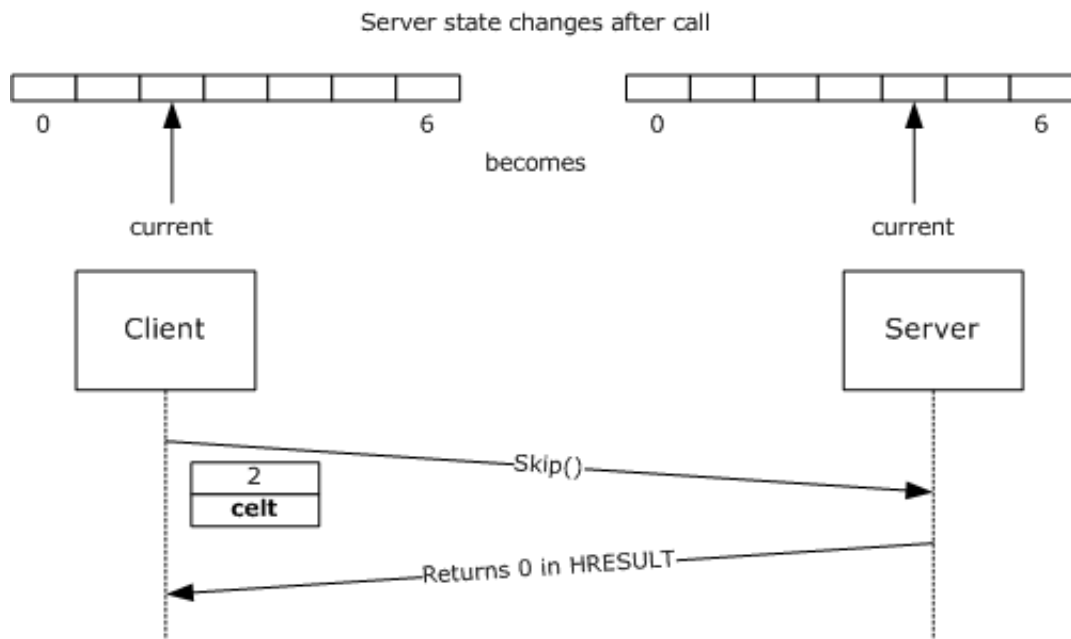 Server state changes after call
0 6 0 6
becomes
current current
Client Server
Skip()
2
celt
Returns 0 in HRESULT